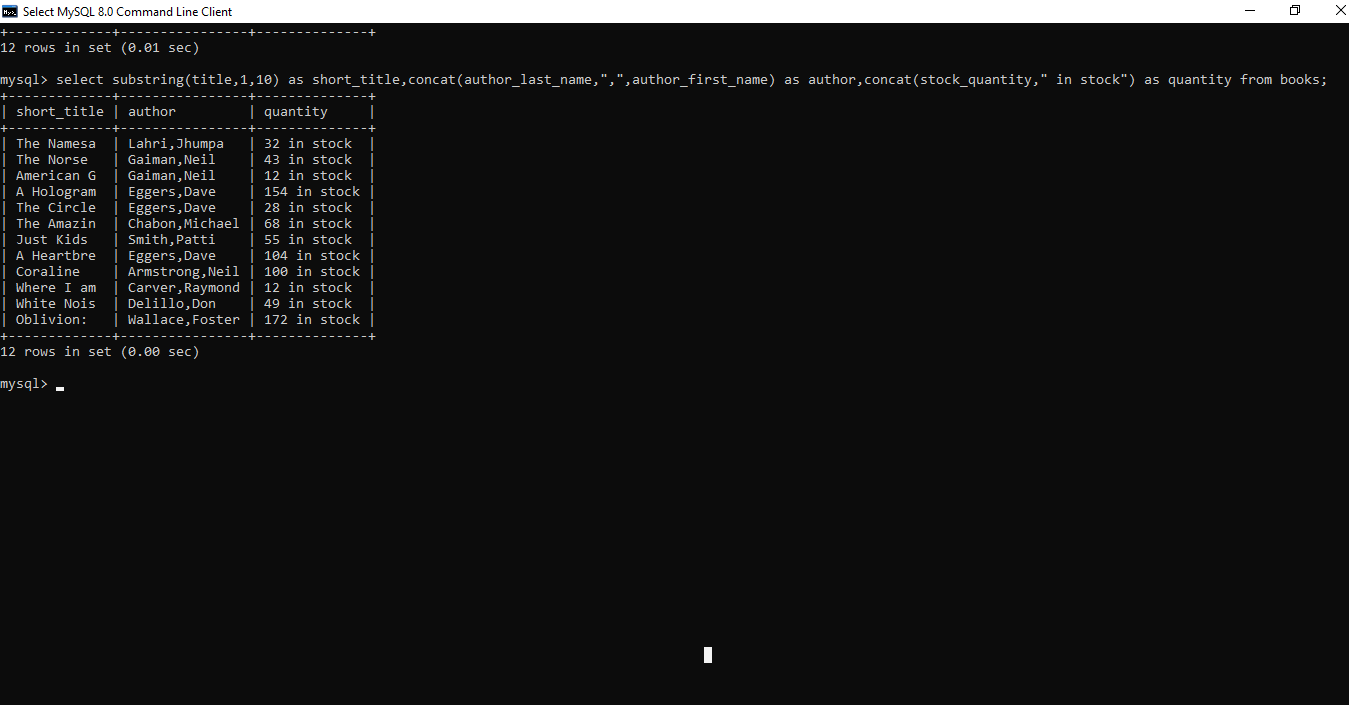 Select MySQL 8.0 Command Line Client
+-------------+----------------+--------------+
12 rows in set (0.01 sec)
mysql> select substring(title,1,10) as short_title,concat(author_last_name,",",author_first_name) as author,concat(stock_quantity," in stock") as quantity from books;
+-------------+----------------+--------------+
| short_title | author         | quantity     |
+-------------+----------------+--------------+
| The Namesa  | Lahri,Jhumpa   | 32 in stock  |
| The Norse   | Gaiman,Neil    | 43 in stock  |
| American G  | Gaiman,Neil    | 12 in stock  |
| A Hologram  | Eggers,Dave    | 154 in stock |
| The Circle  | Eggers,Dave    | 28 in stock  |
| The Amazin  | Chabon,Michael | 68 in stock  |
| Just Kids   | Smith,Patti    | 55 in stock  |
| A Heartbre  | Eggers,Dave    | 104 in stock |
| Coraline    | Armstrong,Neil | 100 in stock |
| Where I am  | Carver,Raymond | 12 in stock  |
| White Nois  | Delillo,Don    | 49 in stock  |
| Oblivion:   | Wallace,Foster | 172 in stock |
+-------------+----------------+--------------+
12 rows in set (0.00 sec)
mysql>